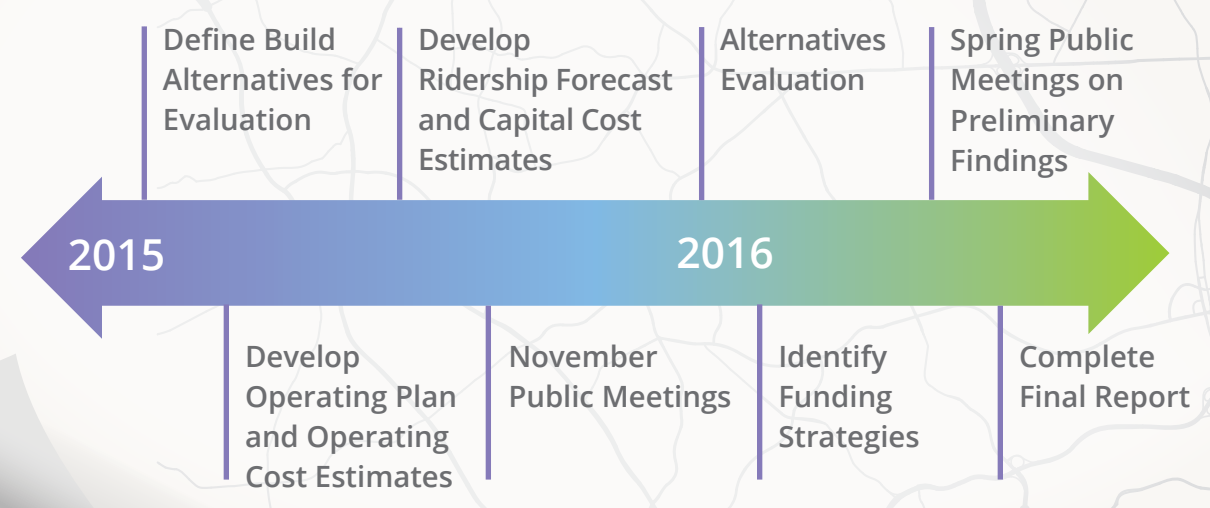 Define Build
Alternatives for
Evaluation
Develop
Ridership Forecast
and Capital Cost
Estimates
Alternatives
Evaluation
Spring Public
Meetings on
Preliminary
Findings
2015
2016
Develop
Operating Plan
and Operating
Cost Estimates
November
Public Meetings
Identify
Funding
Strategies
Complete
Final Report